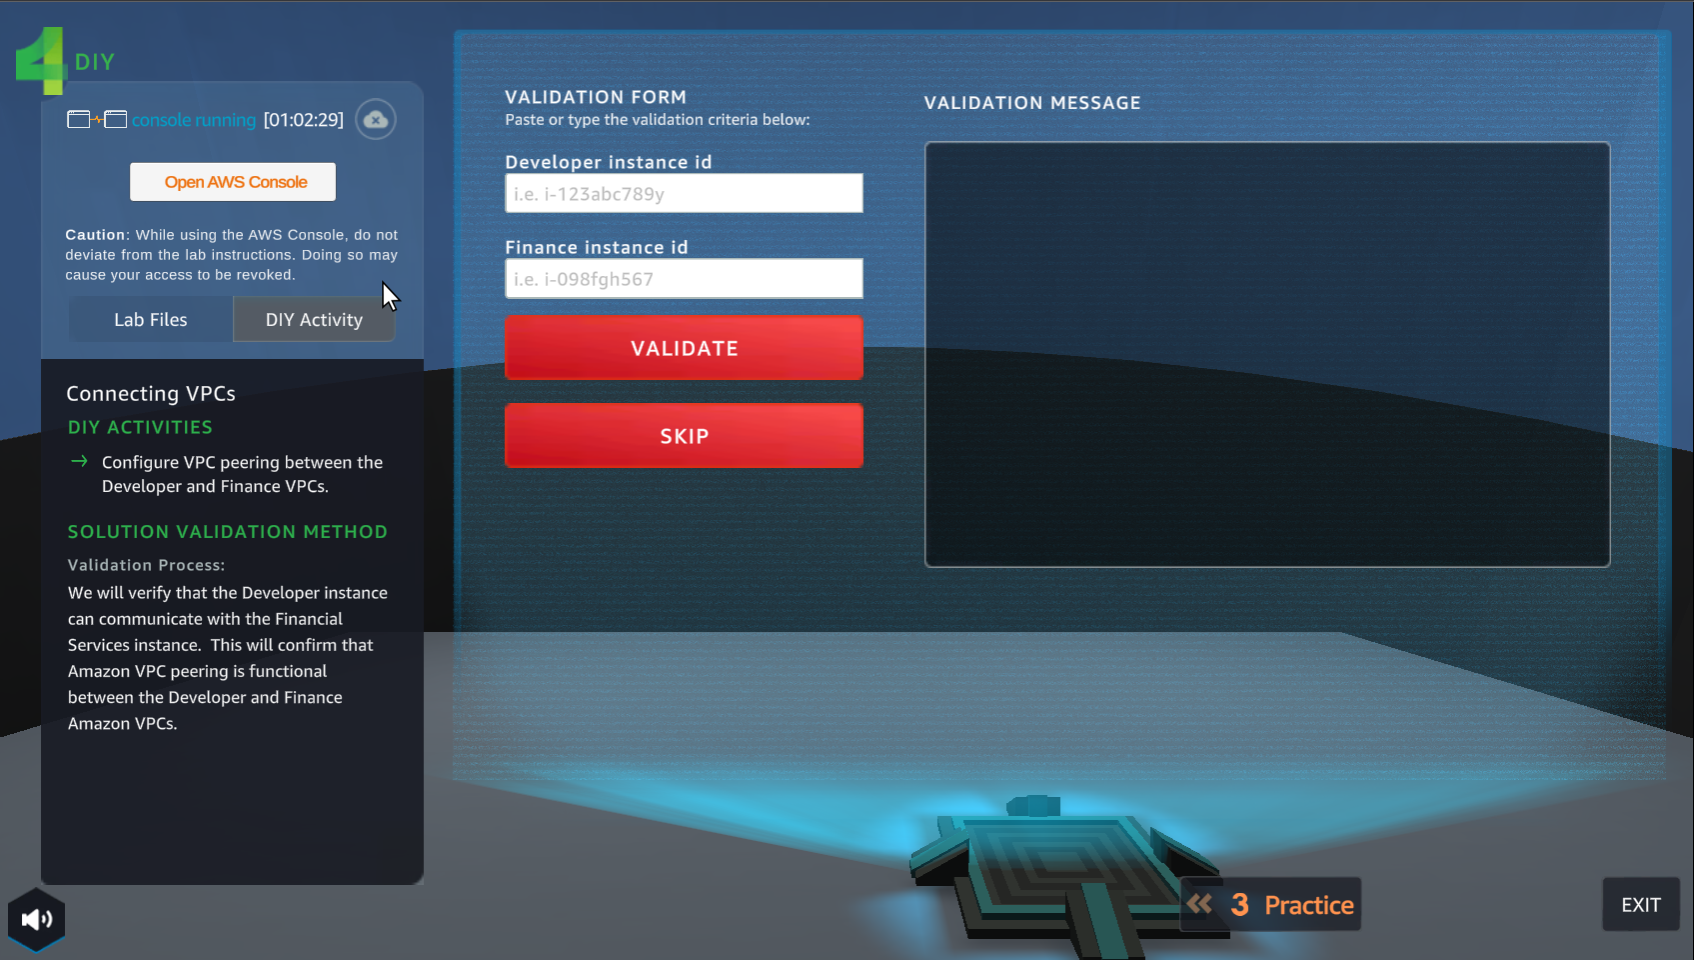 4 DIY
console running [01:02:29]
Open AWS Console
Caution: While using the AWS Console, do not
deviate from the lab instructions. Doing so may
cause your access to be revoked.
Lab Files
DIY Activity
Connecting VPCs
DIY ACTIVITIES
→ Configure VPC peering between the
Developer and Finance VPCs.
SOLUTION VALIDATION METHOD
Validation Process:
We will verify that the Developer instance
can communicate with the Financial
Services instance.  This will confirm that
Amazon VPC peering is functional
between the Developer and Finance
Amazon VPCs.
VALIDATION FORM
Paste or type the validation criteria below:
Developer instance id
i.e. i-123abc789y
Finance instance id
i.e. i-098fgh567
VALIDATE
SKIP
VALIDATION MESSAGE
« 3 Practice
EXIT